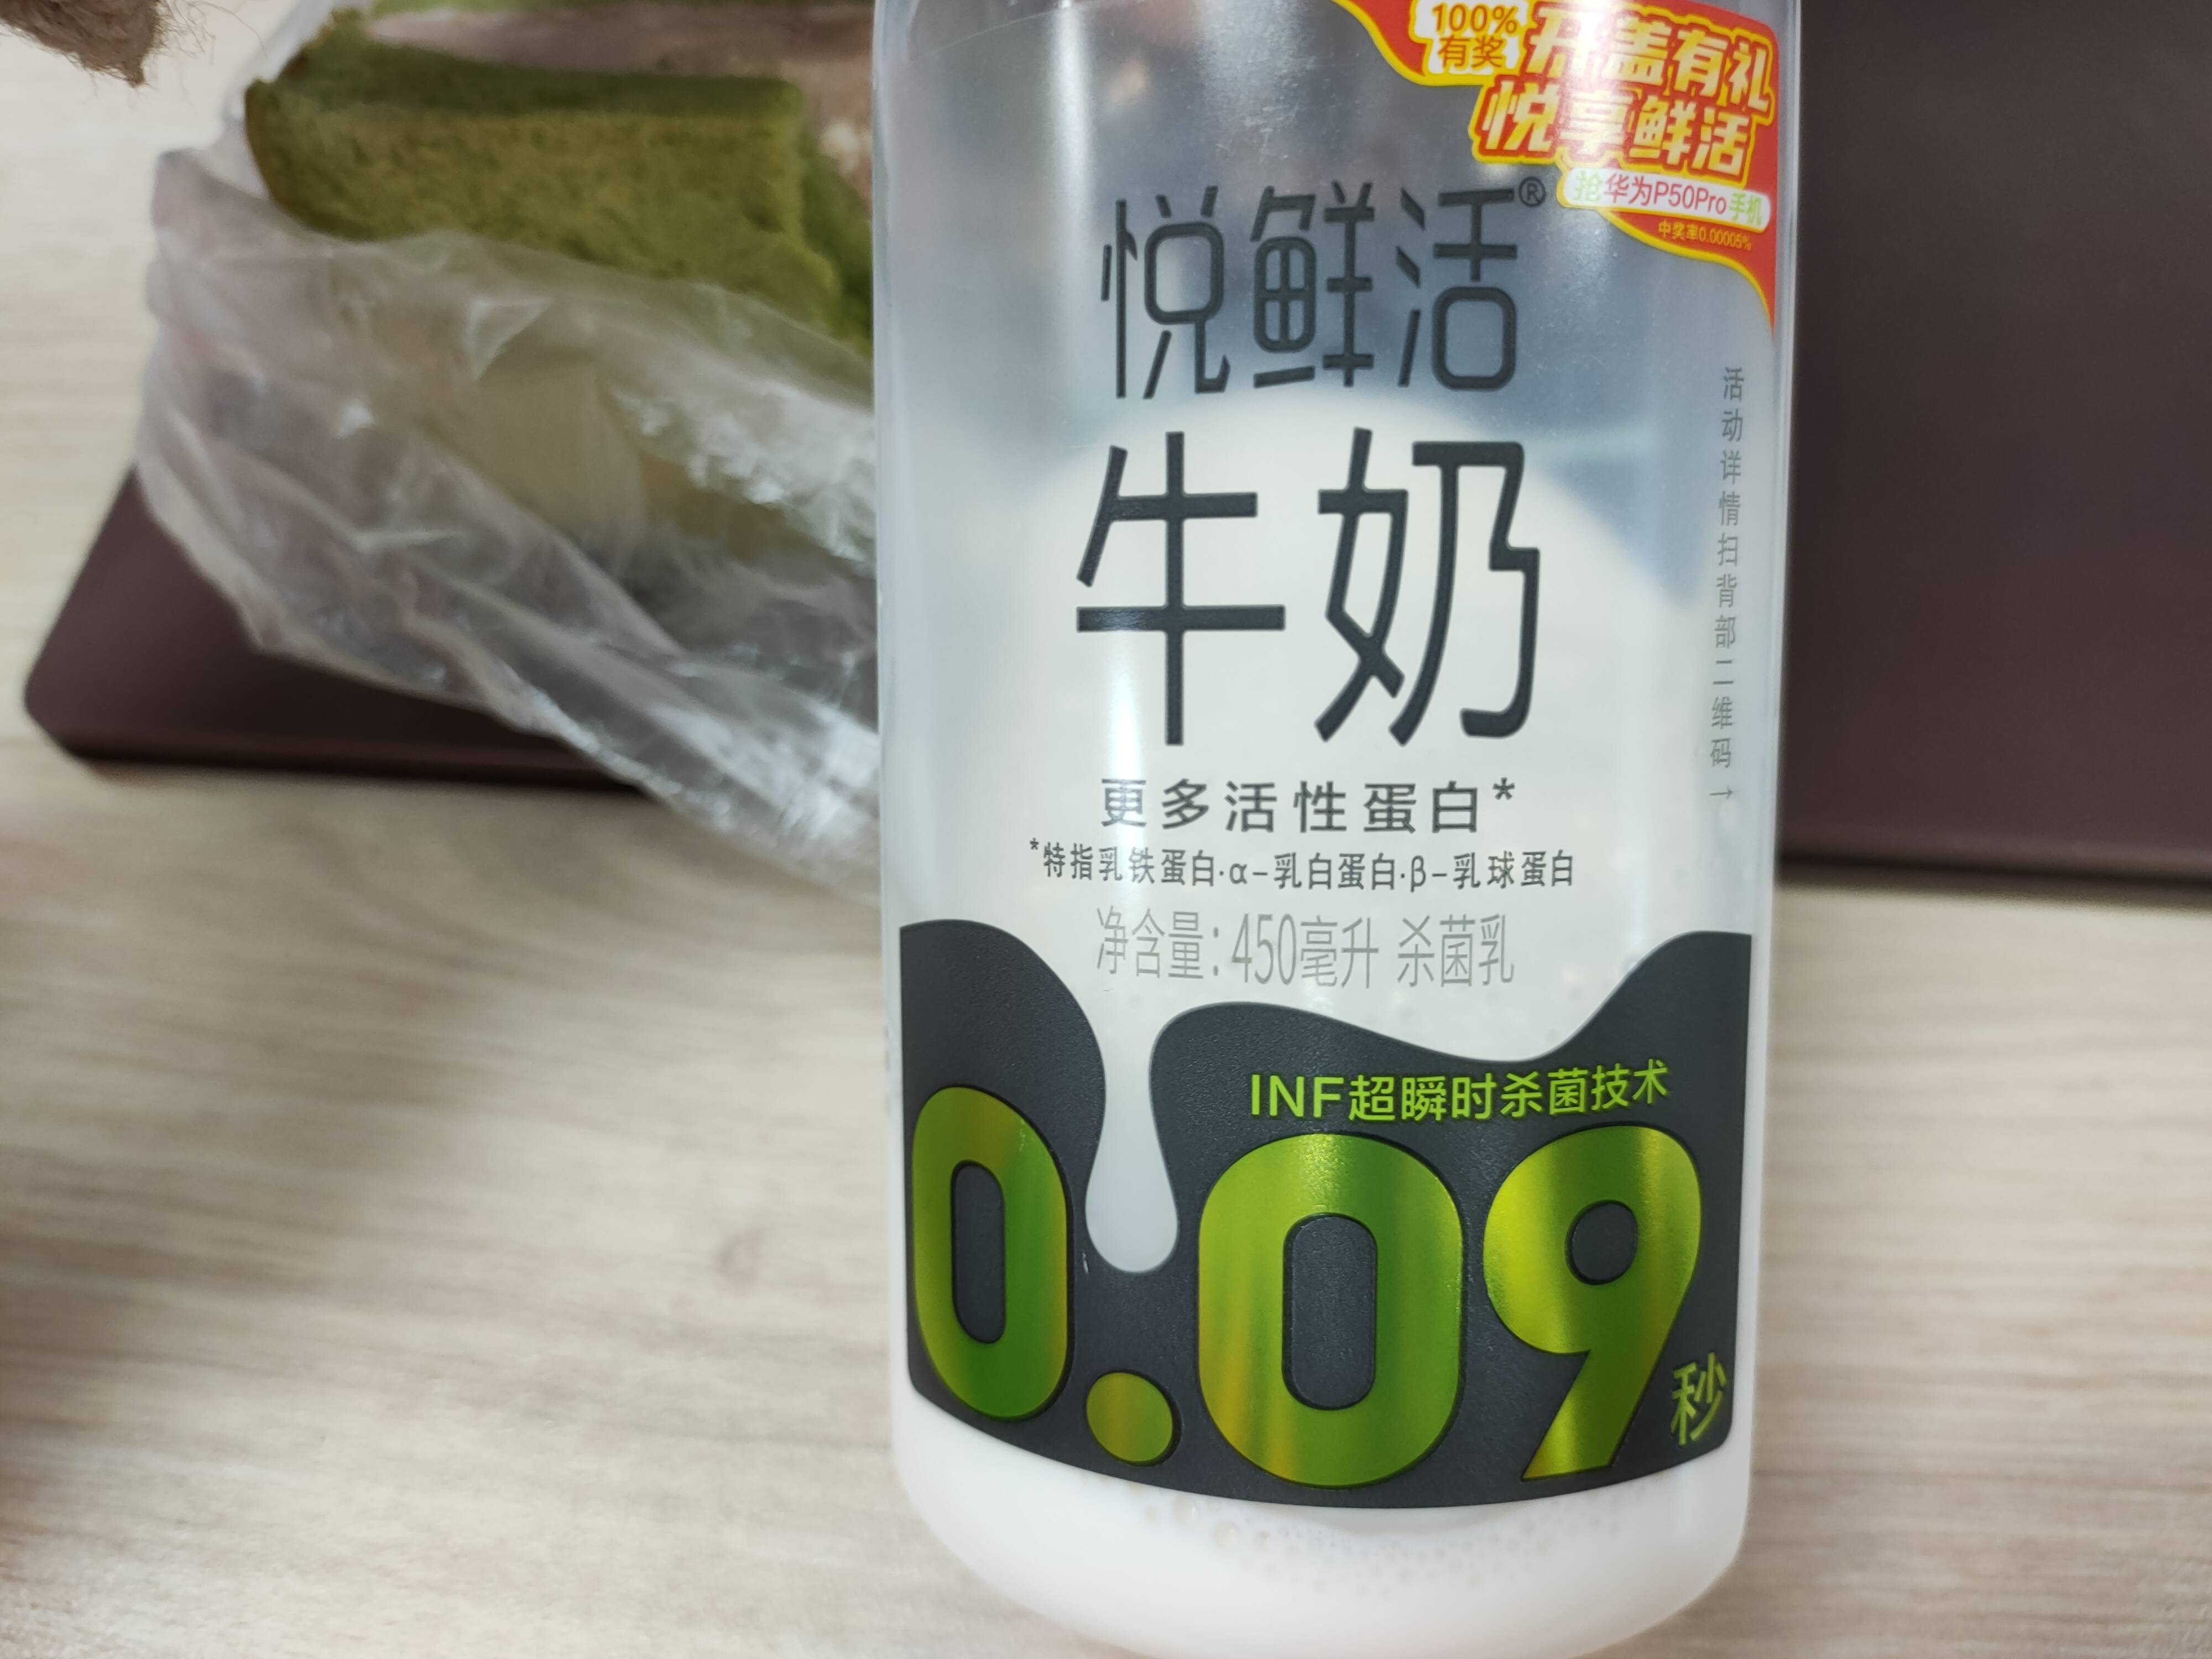 100%
有奖
开盖有礼
悦享鲜活
抢华为P50Pro手机
中奖率0.00005%
悦鲜活®
牛奶
更多活性蛋白*
*特指乳铁蛋白·α-乳白蛋白·β-乳球蛋白
净含量:450毫升 杀菌乳
活动详情扫背部二维码→
INF超瞬时杀菌技术
0.09秒